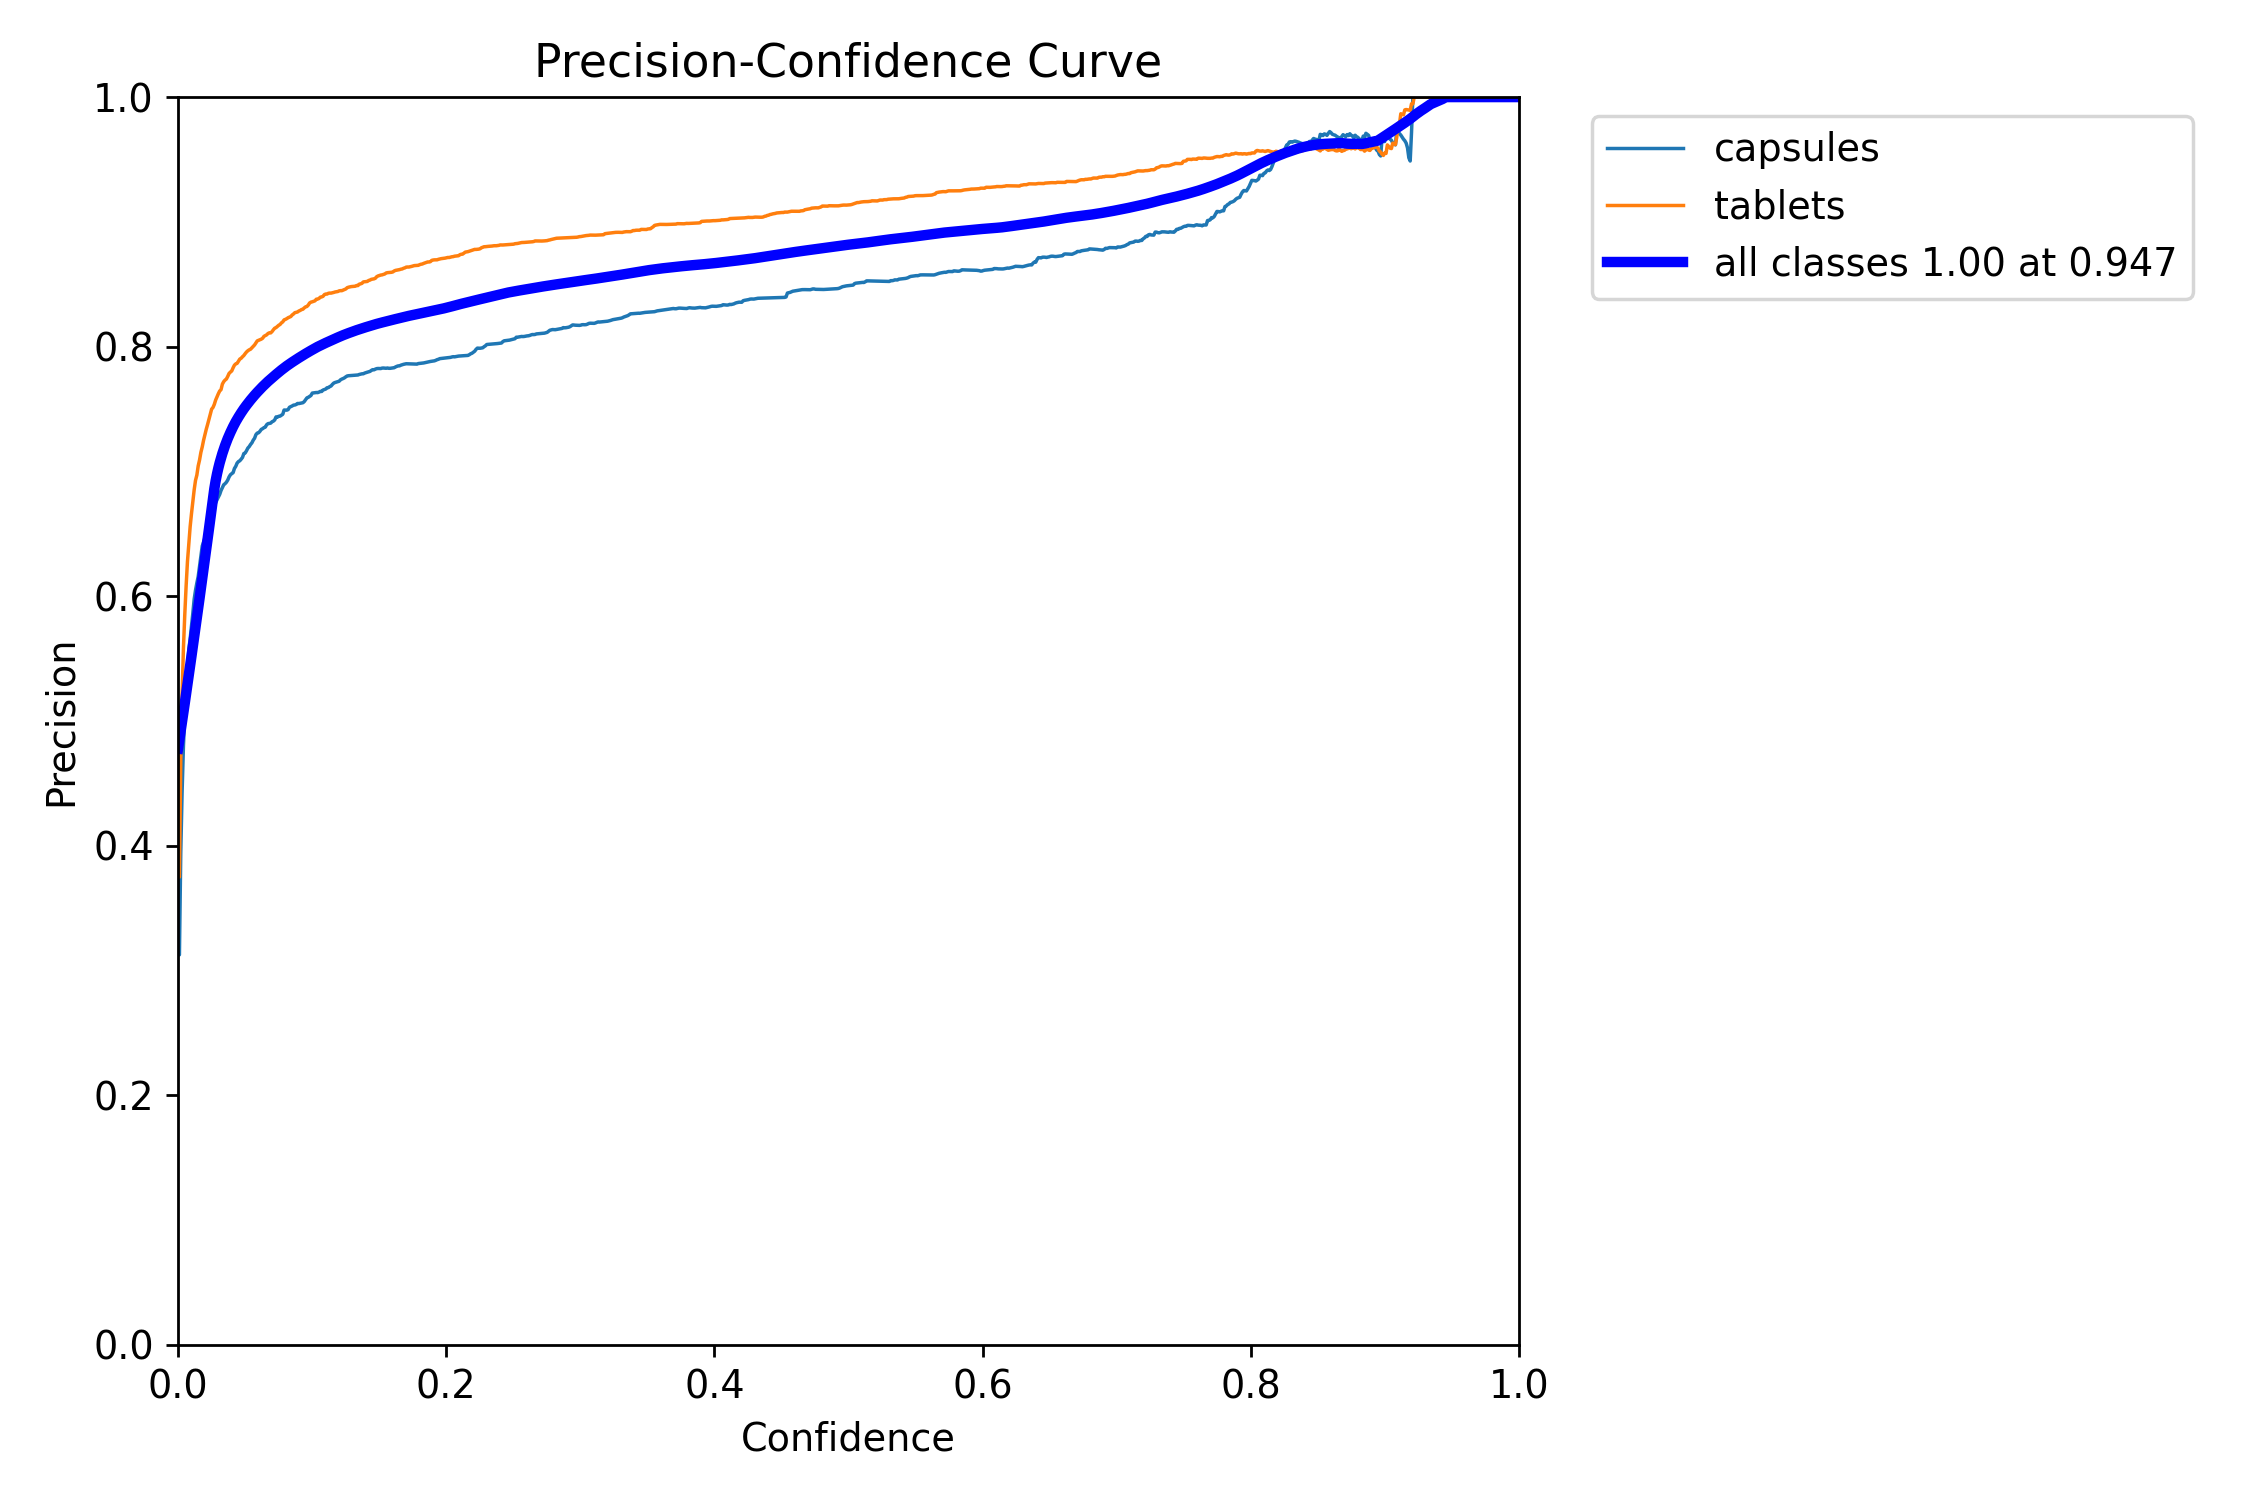 Precision-Confidence Curve
1.0
0.8
0.6
0.4
0.2
0.0
Precision
0.0 0.2 0.4 0.6 0.8 1.0
Confidence
capsules
tablets
all classes 1.00 at 0.947